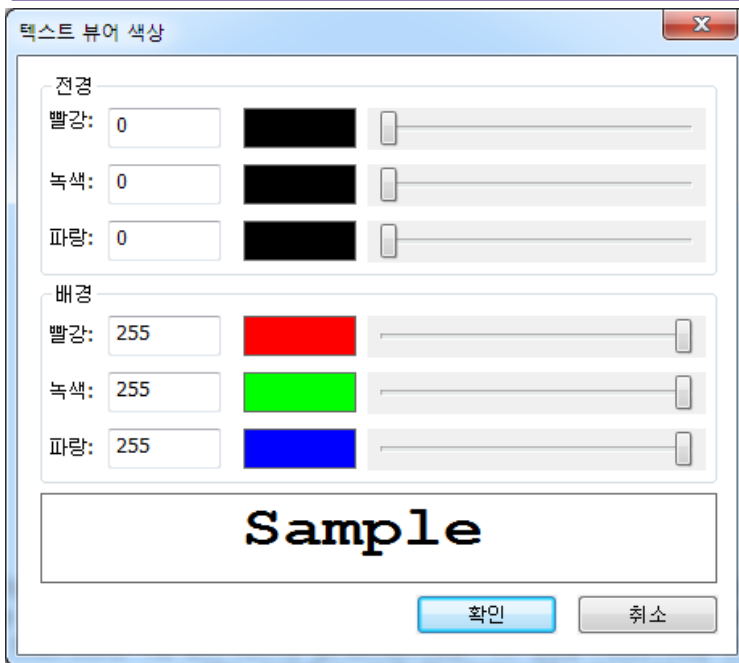 텍스트 뷰어 색상
전경
빨강: 0
녹색: 0
파랑: 0
배경
빨강: 255
녹색: 255
파랑: 255
Sample
확인 취소